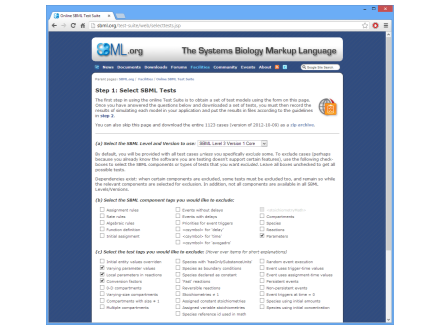 Online SBML Test Suite
sbml.org/test-suite/web/selecttests.jsp
SBML.org The Systems Biology Markup Language
News Documents Downloads Forums Facilities Community Events About
Google Site Search
Parent pages: SBML.org / Facilities / Online SBML Test Suite
Step 1: Select SBML Tests
The first step in using the online Test Suite is to obtain a set of test models using the form on this page.
Once you have answered the questions below and downloaded a set of tests, you must then record the
results of simulating each model in your application and put the results in files according to the guidelines
in step 2.
You can also skip this page and download the entire 1123 cases (version of 2012-10-08) as a zip archive.
(a) Select the SBML Level and Version to use: SBML Level 3 Version 1 Core
By default, you will be provided with all test cases unless you specifically exclude some. To exclude cases (perhaps
because you already know the software you are testing doesn't support certain features), use the following check-
boxes to select the SBML components or types of tests that you want excluded. Leave all boxes unchecked to get all
possible tests.
Dependencies exist: when certain components are excluded, some tests must be excluded too, and remain so while
the relevant components are selected for exclusion. In addition, not all components are available in all SBML
Levels/Versions.
(b) Select the SBML component tags you would like to exclude:
Assignment rules Events without delays
Rate rules Events with delays Compartments
Algebraic rules Priorities for event triggers Species
Function definition <csymbol> for 'delay' Reactions
Initial assignment <csymbol> for 'time' Parameters
<csymbol> for 'avogadro'
(c) Select the test tags you would like to exclude: (Hover over items for short explanations)
Initial entity values overriden Species with 'hasOnlySubstanceUnits' Random event execution
Varying parameter values Species as boundary conditions Event uses trigger-time values
Local parameters in reactions Species declared as constant Event uses assignment-time values
Conversion factors 'Fast' reactions Persistent events
0-D compartments Reversible reactions Non-persistent events
Varying-size compartments Stoichiometries ≠ 1 Event triggers at time = 0
Compartments with size ≠ 1 Assigned constant stoichiometries Species using initial amounts
Multiple compartments Assigned variable stoichiometries Species using initial concentration
Species reference id used in math